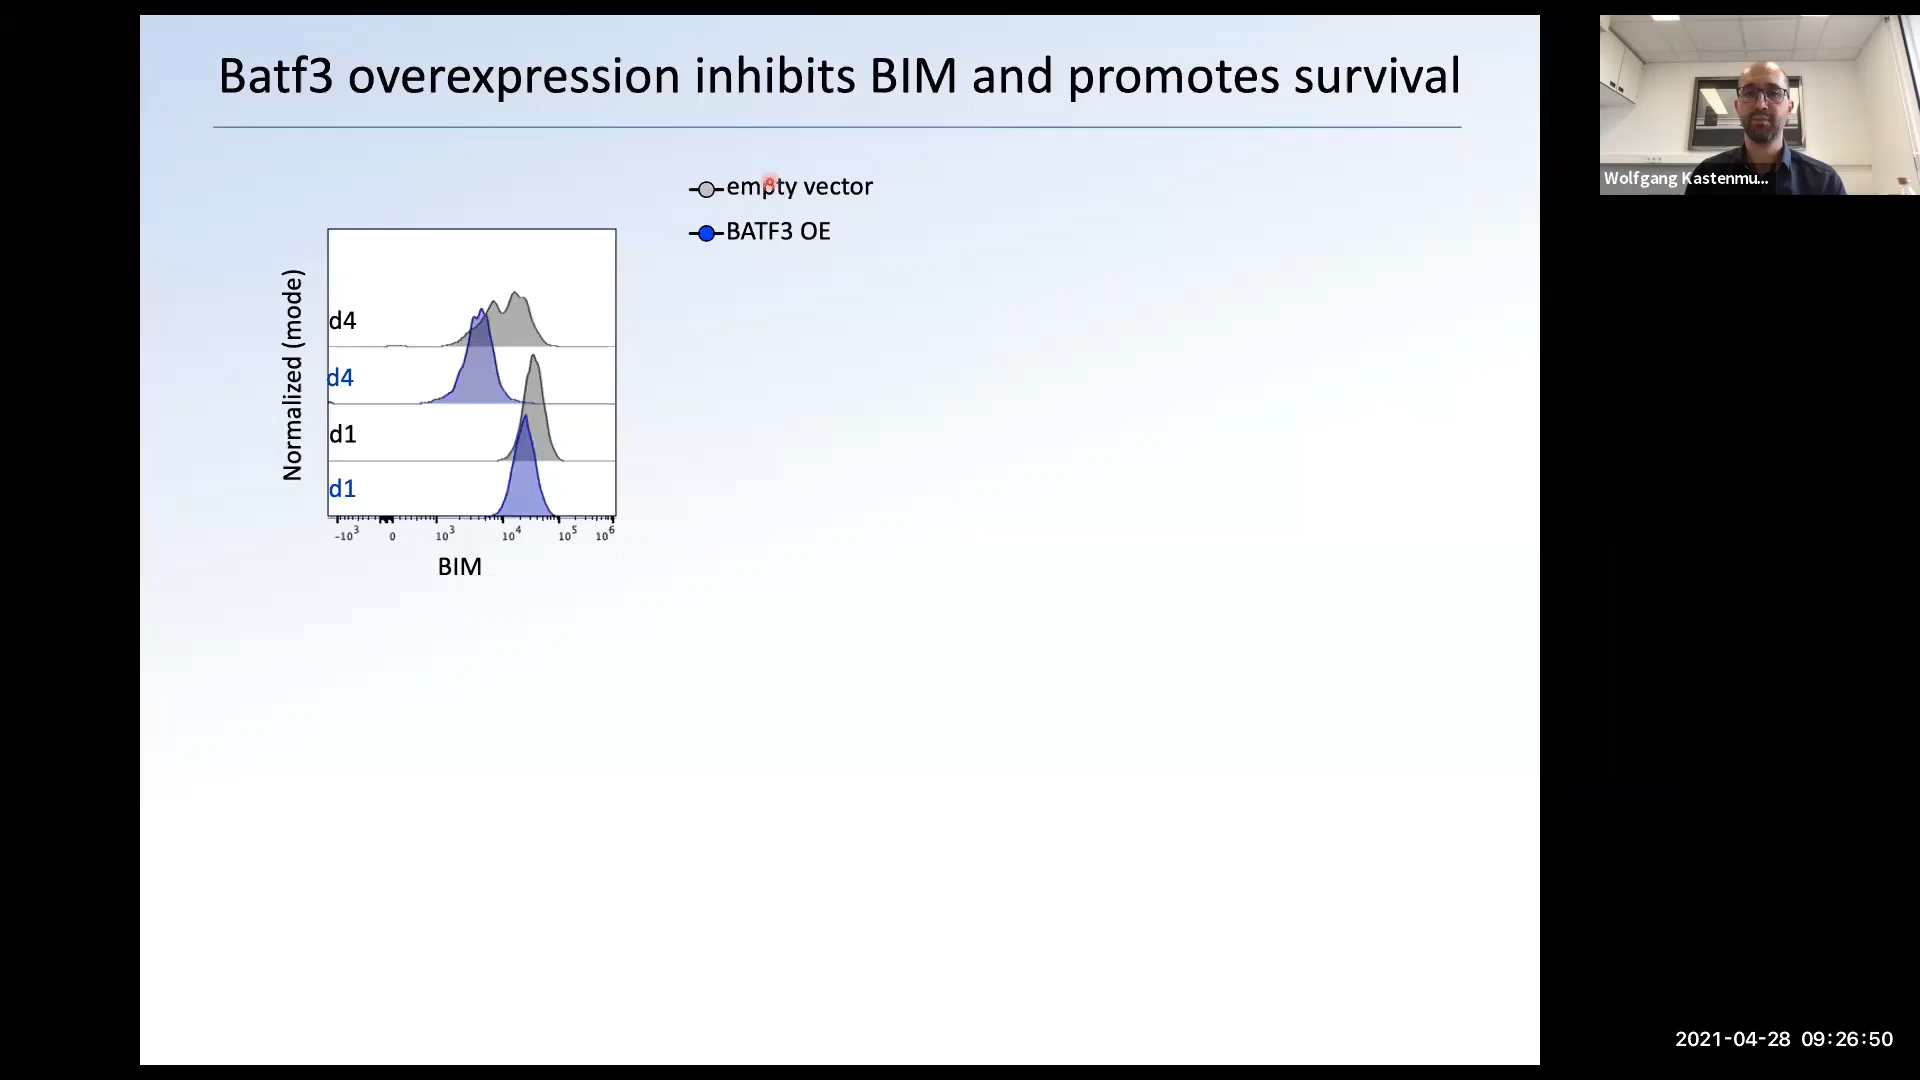 Batf3 overexpression inhibits BIM and promotes survival
empty vector
BATF3 OE
Normalized (mode)
d4
d4
d1
d1
-10³ 0 10³ 10⁴ 10⁵ 10⁶
BIM
Wolfgang Kastenmu...
2021-04-28 09:26:50